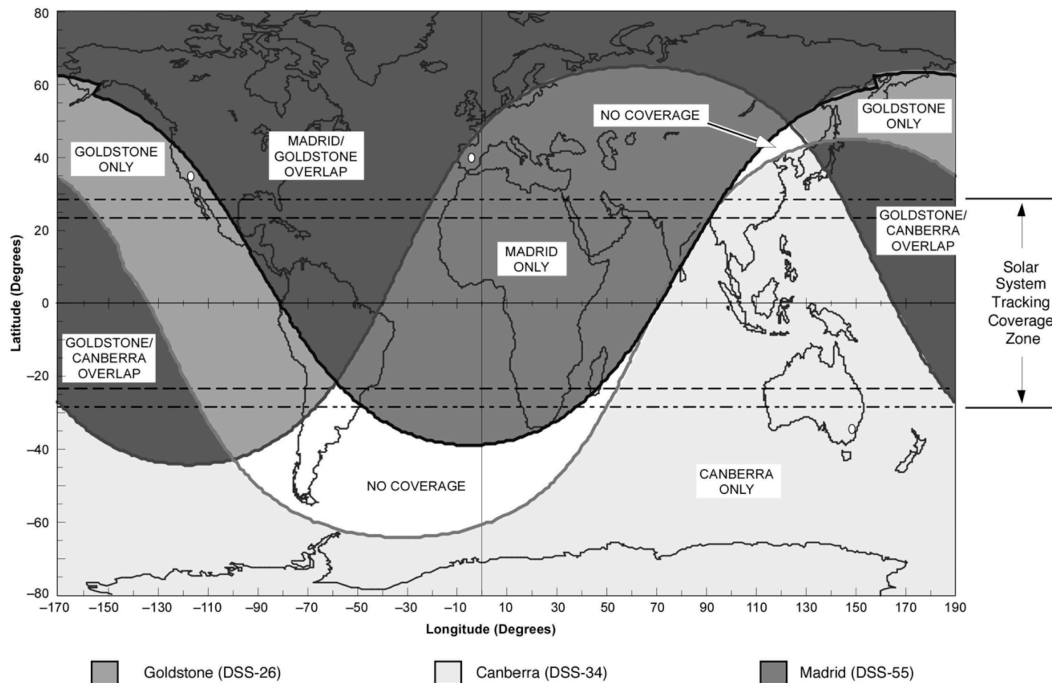 80
60
40
20
0
–20
–40
–60
–80
Latitude (Degrees)
NO COVERAGE
GOLDSTONE
ONLY
MADRID/
GOLDSTONE
OVERLAP
GOLDSTONE
ONLY
GOLDSTONE/
CANBERRA
OVERLAP
MADRID
ONLY
Solar
System
Tracking
Coverage
Zone
GOLDSTONE/
CANBERRA
OVERLAP
NO COVERAGE
CANBERRA
ONLY
–170 –150 –130 –110 –90 –70 –50 –30 –10 10 30 50 70 90 110 130 150 170 190
Longitude (Degrees)
Goldstone (DSS-26) Canberra (DSS-34) Madrid (DSS-55)